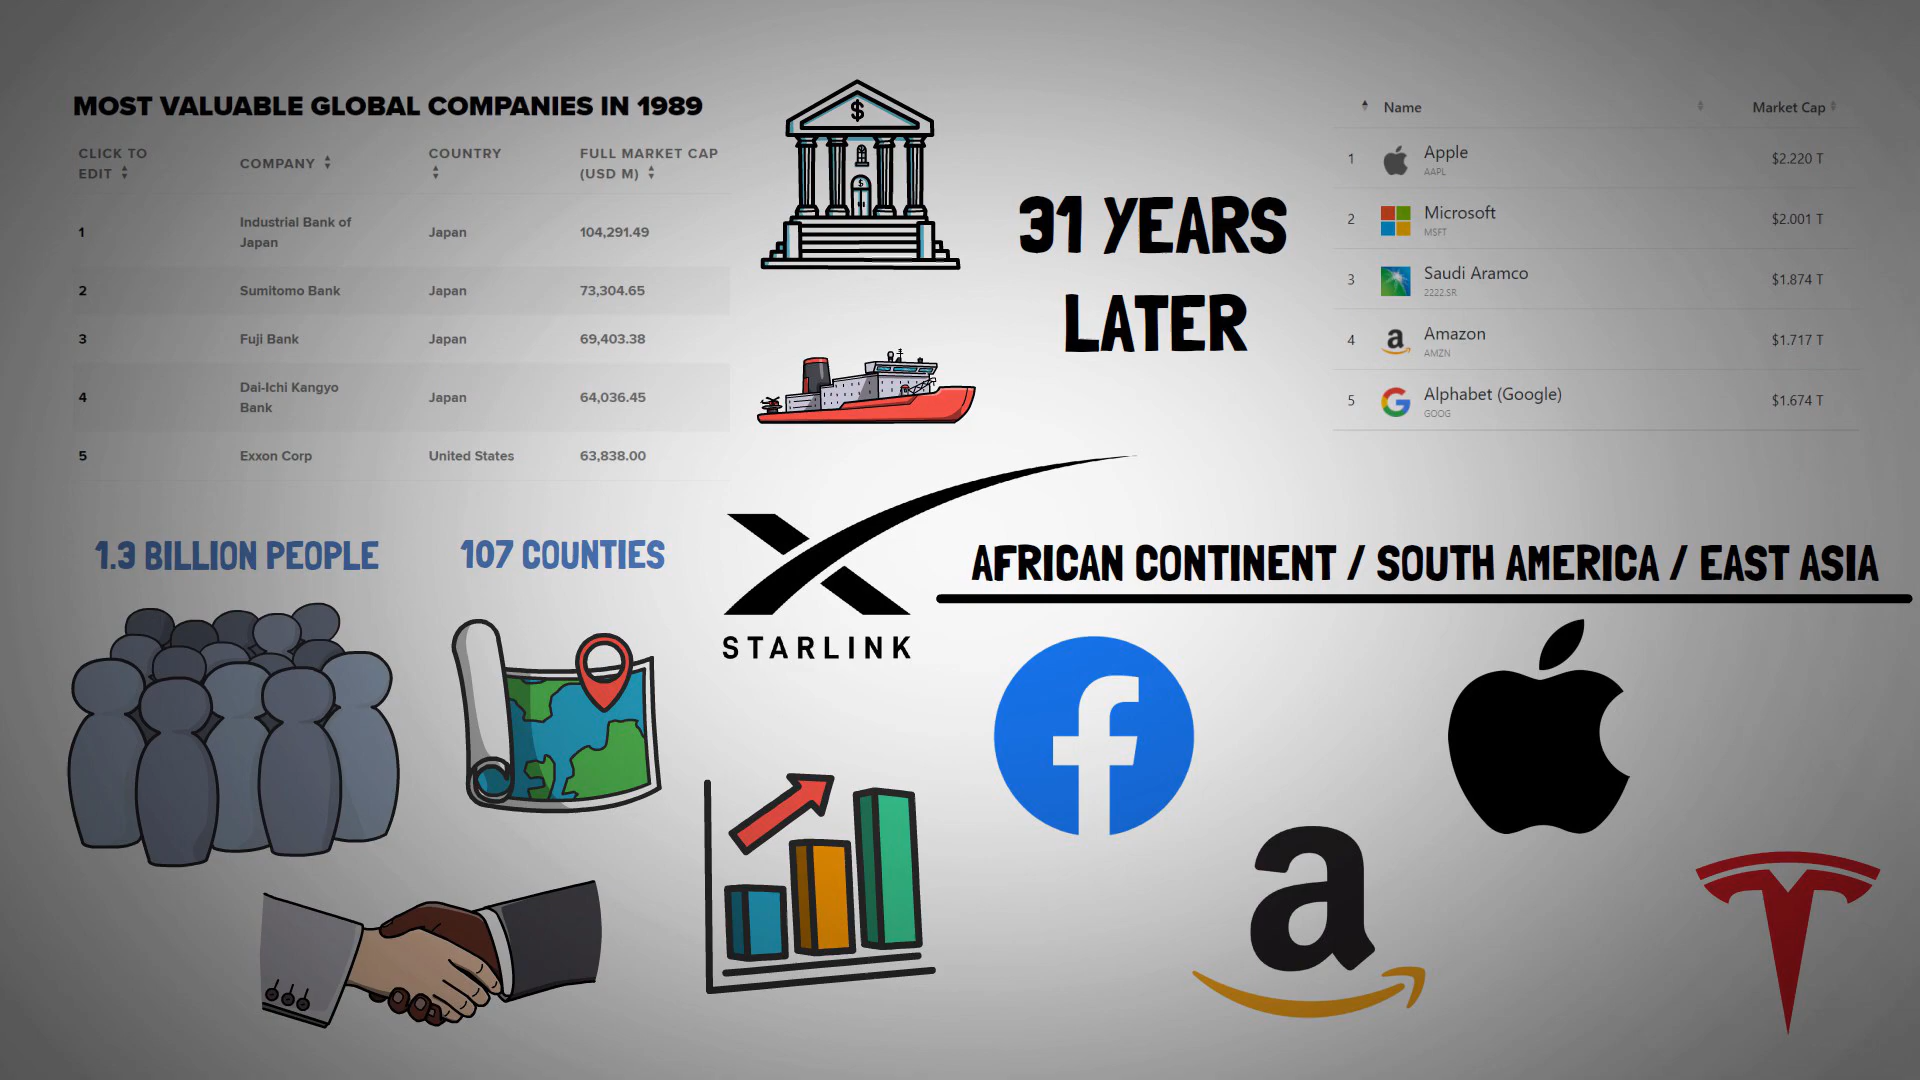 MOST VALUABLE GLOBAL COMPANIES IN 1989
CLICK TO
EDIT
COMPANY
COUNTRY
FULL MARKET CAP
(USD M)
1
Industrial Bank of
Japan
Japan
104,291.49
2
Sumitomo Bank
Japan
73,304.65
3
Fuji Bank
Japan
69,403.38
4
Dai-Ichi Kangyo
Bank
Japan
64,036.45
5
Exxon Corp
United States
63,838.00
$
$
31 YEARS
LATER
Name
Market Cap
1
Apple
AAPL
$2.220 T
2
Microsoft
MSFT
$2.001 T
3
Saudi Aramco
2222.SR
$1.874 T
4
a
Amazon
AMZN
$1.717 T
5
G
Alphabet (Google)
GOOG
$1.674 T
1.3 BILLION PEOPLE
107 COUNTIES
STARLINK
AFRICAN CONTINENT / SOUTH AMERICA / EAST ASIA
f
a
T